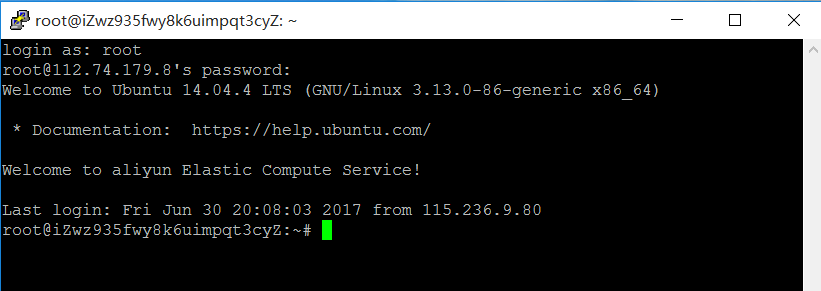 root@iZwz935fwy8k6uimpqt3cyZ: ~
login as: root
root@112.74.179.8's password:
Welcome to Ubuntu 14.04.4 LTS (GNU/Linux 3.13.0-86-generic x86_64)
* Documentation:  https://help.ubuntu.com/
Welcome to aliyun Elastic Compute Service!
Last login: Fri Jun 30 20:08:03 2017 from 115.236.9.80
root@iZwz935fwy8k6uimpqt3cyZ:~#